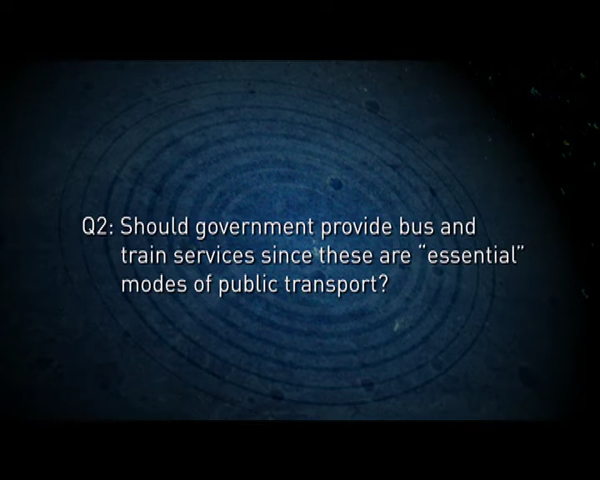 Q2: Should government provide bus and
train services since these are “essential”
modes of public transport?